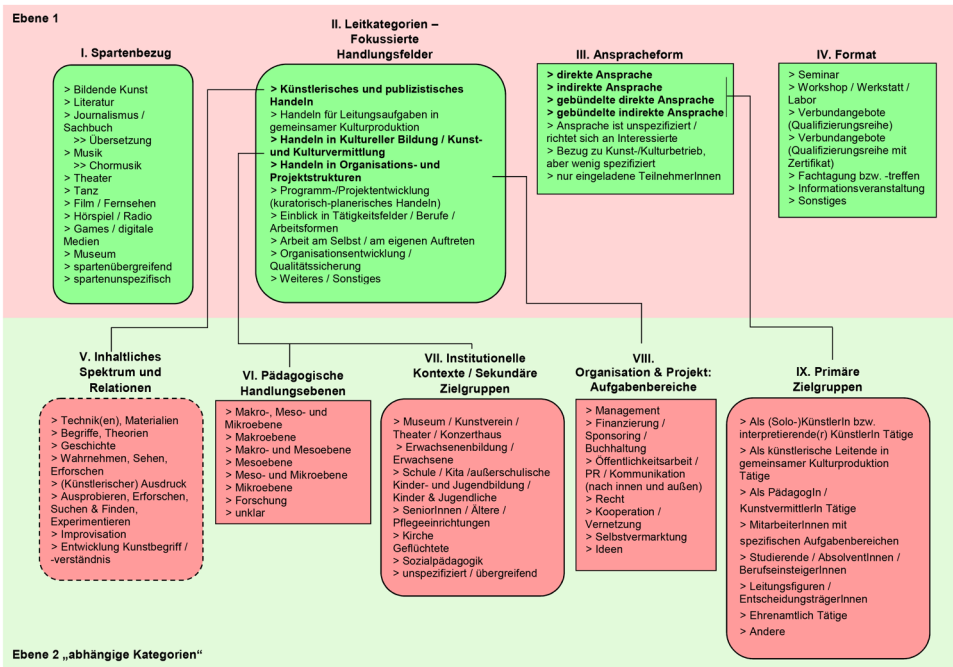 Ebene 1
I. Spartenbezug
> Bildende Kunst
> Literatur
> Journalismus /
Sachbuch
>> Übersetzung
> Musik
>> Chormusik
> Theater
> Tanz
> Film / Fernsehen
> Hörspiel / Radio
> Games / digitale
Medien
> Museum
> spartenübergreifend
> spartenunspezifisch
II. Leitkategorien –
Fokussierte
Handlungsfelder
> Künstlerisches und publizistisches
Handeln
> Handeln für Leitungsaufgaben in
gemeinsamer Kulturproduktion
> Handeln in Kultureller Bildung / Kunst-
und Kulturvermittlung
> Handeln in Organisations- und
Projektstrukturen
> Programm-/Projektentwicklung
(kuratorisch-planerisches Handeln)
> Einblick in Tätigkeitsfelder / Berufe /
Arbeitsformen
> Arbeit am Selbst / am eigenen Auftreten
> Organisationsentwicklung /
Qualitätssicherung
> Weiteres / Sonstiges
III. Anspracheform
> direkte Ansprache
> indirekte Ansprache
> gebündelte direkte Ansprache
> gebündelte indirekte Ansprache
> Ansprache ist unspezifiziert /
richtet sich an Interessierte
> Bezug zu Kunst-/Kulturbetrieb,
aber wenig spezifiziert
> nur eingeladene TeilnehmerInnen
IV. Format
> Seminar
> Workshop / Werkstatt /
Labor
> Verbundangebote
(Qualifizierungsreihe)
> Verbundangebote
(Qualifizierungsreihe mit
Zertifikat)
> Fachtagung bzw. -treffen
> Informationsveranstaltung
> Sonstiges
V. Inhaltliches
Spektrum und
Relationen
> Technik(en), Materialien
> Begriffe, Theorien
> Geschichte
> Wahrnehmen, Sehen,
Erforschen
> (Künstlerischer) Ausdruck
> Ausprobieren, Erforschen,
Suchen & Finden,
Experimentieren
> Improvisation
> Entwicklung Kunstbegriff /
-verständnis
VI. Pädagogische
Handlungsebenen
> Makro-, Meso- und
Mikroebene
> Makroebene
> Makro- und Mesoebene
> Mesoebene
> Meso- und Mikroebene
> Mikroebene
> Forschung
> unklar
VII. Institutionelle
Kontexte / Sekundäre
Zielgruppen
> Museum / Kunstverein /
Theater / Konzerthaus
> Erwachsenenbildung /
Erwachsene
> Schule / Kita /außerschulische
Kinder- und Jugendbildung /
Kinder & Jugendliche
> SeniorInnen / Ältere /
Pflegeeinrichtungen
> Kirche
Geflüchtete
> Sozialpädagogik
> unspezifiziert / übergreifend
VIII.
Organisation & Projekt:
Aufgabenbereiche
> Management
> Finanzierung /
Sponsoring /
Buchhaltung
> Öffentlichkeitsarbeit /
PR / Kommunikation
(nach innen und außen)
> Recht
> Kooperation /
Vernetzung
> Selbstvermarktung
> Ideen
IX. Primäre
Zielgruppen
> Als (Solo-)KünstlerIn bzw.
interpretierende(r) KünstlerIn Tätige
> Als künstlerische Leitende in
gemeinsamer Kulturproduktion
Tätige
> Als PädagogIn /
KunstvermittlerIn Tätige
> MitarbeiterInnen mit
spezifischen Aufgabenbereichen
> Studierende / AbsolventInnen /
BerufseinsteigerInnen
> Leitungsfiguren /
EntscheidungsträgerInnen
> Ehrenamtlich Tätige
> Andere
Ebene 2 „abhängige Kategorien“